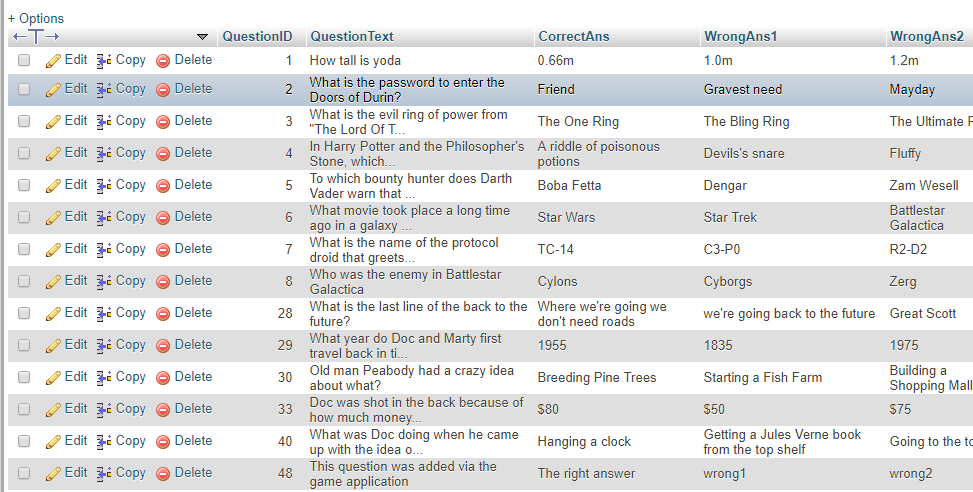 + Options
QuestionID QuestionText CorrectAns WrongAns1 WrongAns2
Edit Copy Delete 1 How tall is yoda 0.66m 1.0m 1.2m
What is the password to enter the
Edit Copy Delete 2 Doors of Durin? Friend Gravest need Mayday
What is the evil ring of power from
Edit Copy Delete 3 "The Lord Of T... The One Ring The Bling Ring The Ultimate R
In Harry Potter and the Philosopher's A riddle of poisonous
Edit Copy Delete 4 Stone, which... potions Devils's snare Fluffy
To which bounty hunter does Darth
Edit Copy Delete 5 Vader warn that ... Boba Fetta Dengar Zam Wesell
What movie took place a long time Battlestar
Edit Copy Delete 6 ago in a galaxy ... Star Wars Star Trek Galactica
What is the name of the protocol
Edit Copy Delete 7 droid that greets... TC-14 C3-P0 R2-D2
Who was the enemy in Battlestar
Edit Copy Delete 8 Galactica Cylons Cyborgs Zerg
What is the last line of the back to the Where we're going we
Edit Copy Delete 28 future? don't need roads we're going back to the future Great Scott
What year do Doc and Marty first
Edit Copy Delete 29 travel back in ti... 1955 1835 1975
Old man Peabody had a crazy idea Building a
Edit Copy Delete 30 about what? Breeding Pine Trees Starting a Fish Farm Shopping Mall
Doc was shot in the back because of
Edit Copy Delete 33 how much money... $80 $50 $75
What was Doc doing when he came Getting a Jules Verne book
Edit Copy Delete 40 up with the idea o... Hanging a clock from the top shelf Going to the to
This question was added via the
Edit Copy Delete 48 game application The right answer wrong1 wrong2